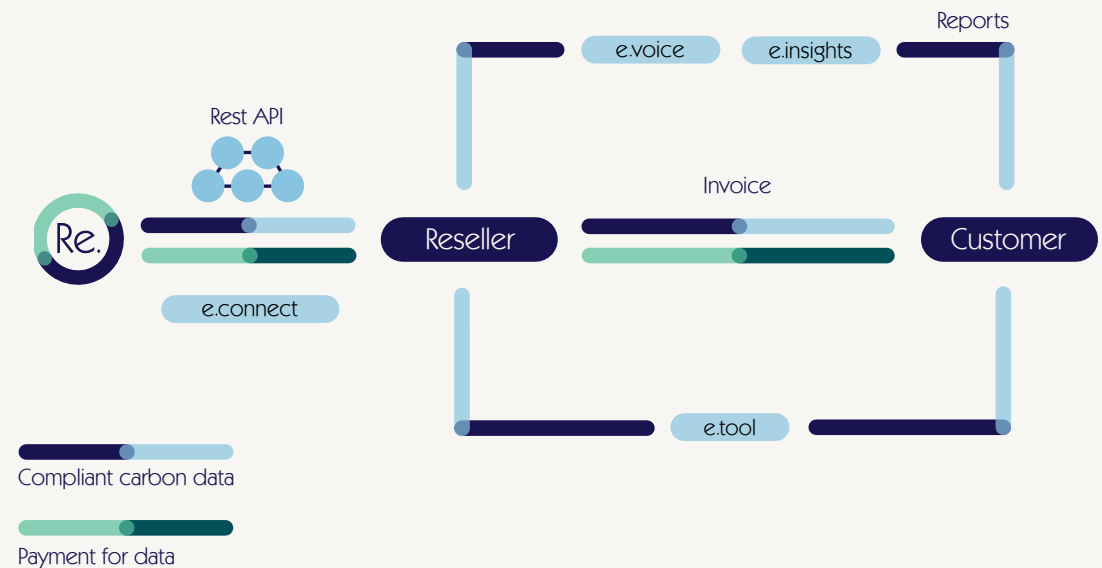 Reports
e.voice
e.insights
Rest API
Invoice
Re.
Reseller
Customer
e.connect
e.tool
Compliant carbon data
Payment for data